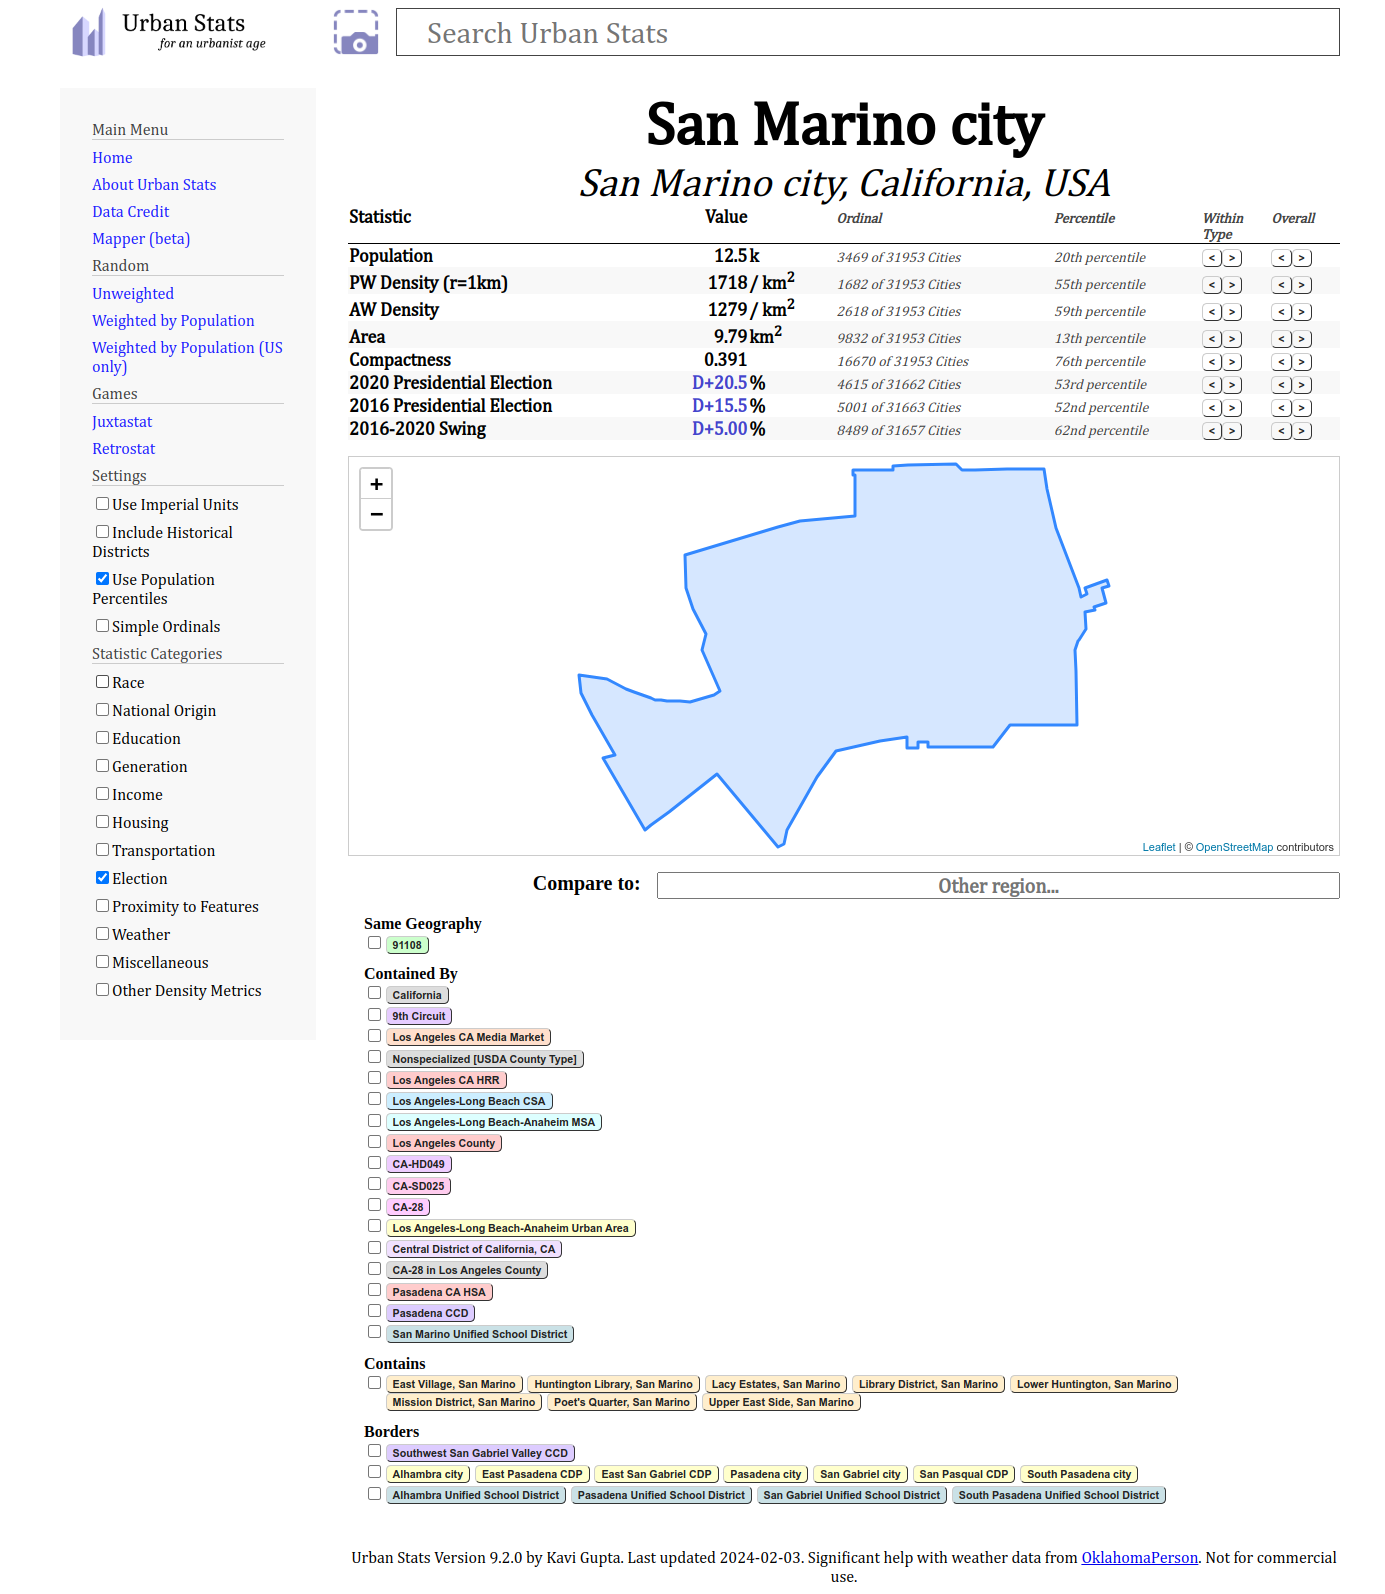 Urban Stats
for an urbanist age
Search Urban Stats
Main Menu
Home
About Urban Stats
Data Credit
Mapper (beta)
Random
Unweighted
Weighted by Population
Weighted by Population (US
only)
Games
Juxtastat
Retrostat
Settings
Use Imperial Units
Include Historical
Districts
Use Population
Percentiles
Simple Ordinals
Statistic Categories
Race
National Origin
Education
Generation
Income
Housing
Transportation
Election
Proximity to Features
Weather
Miscellaneous
Other Density Metrics
San Marino city
San Marino city, California, USA
Statistic Value Ordinal Percentile Within Type Overall
Population 12.5 k 3469 of 31953 Cities 20th percentile < > < >
PW Density (r=1km) 1718 / km² 1682 of 31953 Cities 55th percentile < > < >
AW Density 1279 / km² 2618 of 31953 Cities 59th percentile < > < >
Area 9.79 km² 9832 of 31953 Cities 13th percentile < > < >
Compactness 0.391 16670 of 31953 Cities 76th percentile < > < >
2020 Presidential Election D+20.5 % 4615 of 31662 Cities 53rd percentile < > < >
2016 Presidential Election D+15.5 % 5001 of 31663 Cities 52nd percentile < > < >
2016-2020 Swing D+5.00 % 8489 of 31657 Cities 62nd percentile < > < >
+
−
Leaflet | © OpenStreetMap contributors
Compare to: Other region...
Same Geography
91108
Contained By
California
9th Circuit
Los Angeles CA Media Market
Nonspecialized [USDA County Type]
Los Angeles CA HRR
Los Angeles-Long Beach CSA
Los Angeles-Long Beach-Anaheim MSA
Los Angeles County
CA-HD049
CA-SD025
CA-28
Los Angeles-Long Beach-Anaheim Urban Area
Central District of California, CA
CA-28 in Los Angeles County
Pasadena CA HSA
Pasadena CCD
San Marino Unified School District
Contains
East Village, San Marino Huntington Library, San Marino Lacy Estates, San Marino Library District, San Marino Lower Huntington, San Marino
Mission District, San Marino Poet's Quarter, San Marino Upper East Side, San Marino
Borders
Southwest San Gabriel Valley CCD
Alhambra city East Pasadena CDP East San Gabriel CDP Pasadena city San Gabriel city San Pasqual CDP South Pasadena city
Alhambra Unified School District Pasadena Unified School District San Gabriel Unified School District South Pasadena Unified School District
Urban Stats Version 9.2.0 by Kavi Gupta. Last updated 2024-02-03. Significant help with weather data from OklahomaPerson. Not for commercial
use.